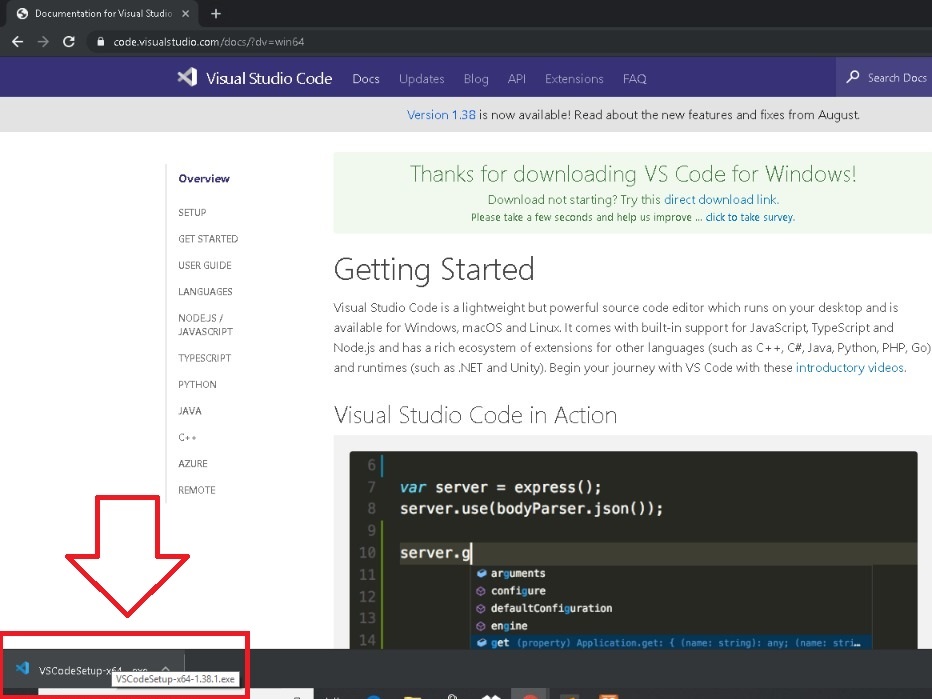 Documentation for Visual Studio
code.visualstudio.com/docs/?dv=win64
Visual Studio Code Docs Updates Blog API Extensions FAQ Search Docs
Version 1.38 is now available! Read about the new features and fixes from August.
Overview
SETUP
GET STARTED
USER GUIDE
LANGUAGES
NODE.JS /
JAVASCRIPT
TYPESCRIPT
PYTHON
JAVA
C++
AZURE
REMOTE
Thanks for downloading VS Code for Windows!
Download not starting? Try this direct download link.
Please take a few seconds and help us improve ... click to take survey.
Getting Started
Visual Studio Code is a lightweight but powerful source code editor which runs on your desktop and is
available for Windows, macOS and Linux. It comes with built-in support for JavaScript, TypeScript and
Node.js and has a rich ecosystem of extensions for other languages (such as C++, C#, Java, Python, PHP, Go)
and runtimes (such as .NET and Unity). Begin your journey with VS Code with these introductory videos.
Visual Studio Code in Action
6
7 var server = express();
8 server.use(bodyParser.json());
9
10 server.g
11 arguments
12 configure
defaultConfiguration
13 engine
14 get (property) Application.get: { (name: string): any; (name: stri…
VSCodeSetup-x64-....exe
VSCodeSetup-x64-1.38.1.exe